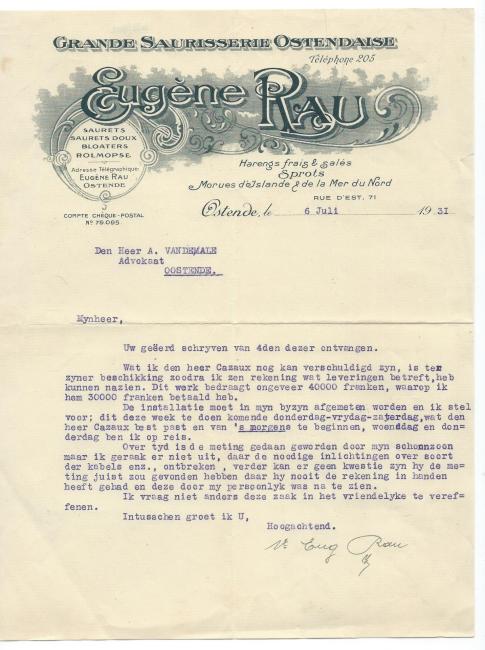 GRANDE SAURISSERIE OSTENDAISE
Téléphone 205
Eugène RAU
SAURETS
SAURETS DOUX
BLOATERS
ROLMOPSE
Adresse Télégraphique:
EUGÈNE RAU
OSTENDE
COMPTE CHÈQUE-POSTAL
No 79.095
Harengs frais & salés
Sprots
Morues d'Islande & de la Mer du Nord
RUE D'EST, 71
Ostende, le 6 Juli 1931
Den Heer A. VANDEMALE
Advokaat
OOSTENDE.
Mynheer,
Uw geëerd schryven van 4den dezer ontvangen.
Wat ik den heer Cazaux nog kan verschuldigd zyn, is ter
zyner beschikking zoodra ik zen rekening wat leveringen betreft,heb
kunnen nazien. Dit werk bedraagt ongeveer 40000 franken, waarop ik
hem 30000 franken betaald heb.
De installatie moet in myn byzyn afgemeten worden en ik stel
voor; dit deze week te doen komende donderdag-vrydag-zaterdag,wat den
heer Cazaux best past en van 's morgens te beginnen, woensdag en don-
derdag ben ik op reis.
Over tyd is de meting gedaan geworden door myn schoonzoon
maar ik geraak er niet uit, daar de noodige inlichtingen over soort
der kabels enz., ontbreken , verder kan er geen kwestie zyn hy de me-
ting juist zou gevonden hebben daar hy nooit de rekening in handen
heeft gehad en deze door my persoonlyk was na te zien.
Ik vraag niet anders deze zaak in het vriendelyke te veref-
fenen.
Intusschen groet ik U,
Hoogachtend.
Eug Rau